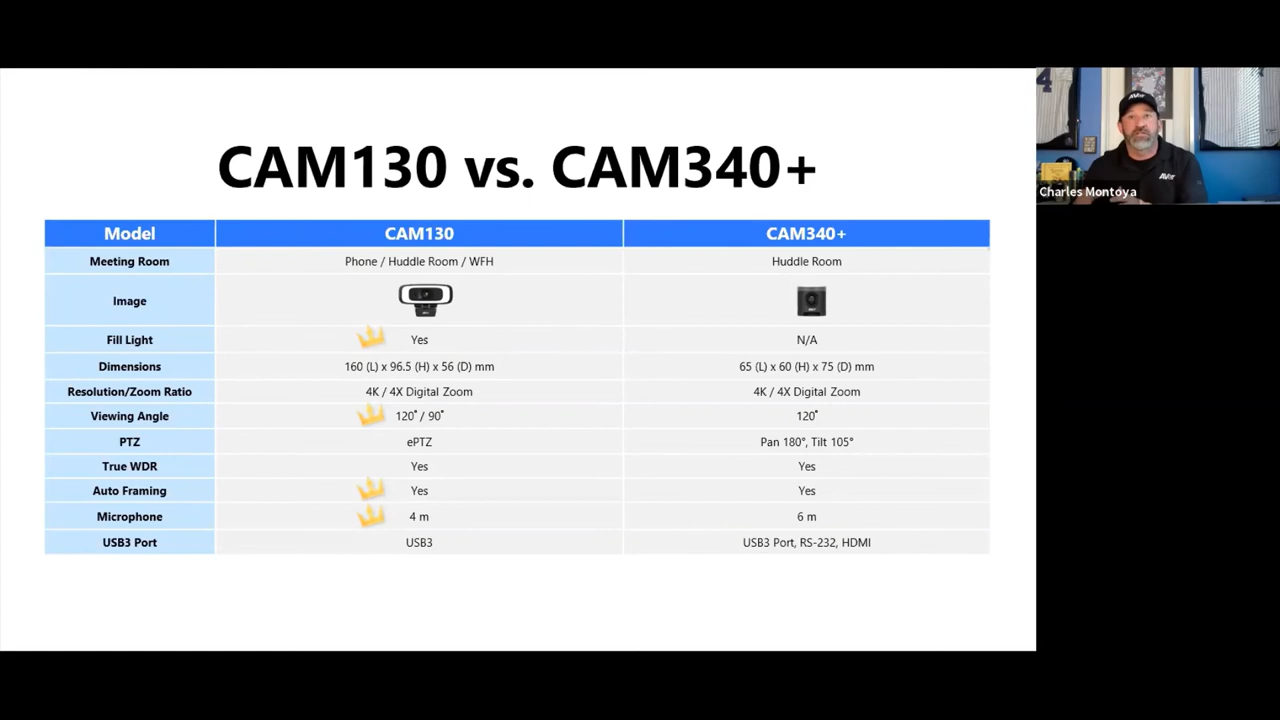 CAM130 vs. CAM340+
Model CAM130 CAM340+
Meeting Room Phone / Huddle Room / WFH Huddle Room
Image
Fill Light Yes N/A
Dimensions 160 (L) x 96.5 (H) x 56 (D) mm 65 (L) x 60 (H) x 75 (D) mm
Resolution/Zoom Ratio 4K / 4X Digital Zoom 4K / 4X Digital Zoom
Viewing Angle 120˚ / 90˚ 120˚
PTZ ePTZ Pan 180°, Tilt 105°
True WDR Yes Yes
Auto Framing Yes Yes
Microphone 4 m 6 m
USB3 Port USB3 USB3 Port, RS-232, HDMI
4
AVer
AVer
Charles Montoya